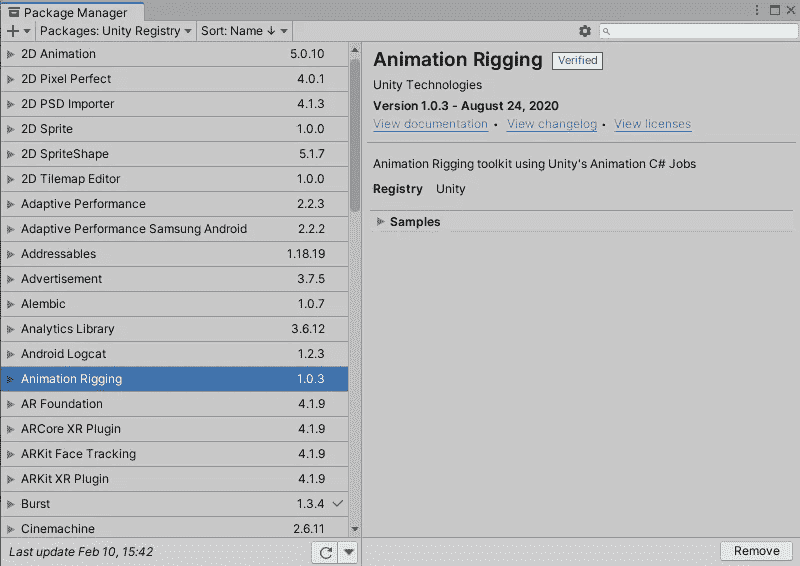 Package Manager
Packages: Unity Registry Sort: Name ↓
2D Animation 5.0.10
2D Pixel Perfect 4.0.1
2D PSD Importer 4.1.3
2D Sprite 1.0.0
2D SpriteShape 5.1.7
2D Tilemap Editor 1.0.0
Adaptive Performance 2.2.3
Adaptive Performance Samsung Android 2.2.2
Addressables 1.18.19
Advertisement 3.7.5
Alembic 1.0.7
Analytics Library 3.6.12
Android Logcat 1.2.3
Animation Rigging 1.0.3
AR Foundation 4.1.9
ARCore XR Plugin 4.1.9
ARKit Face Tracking 4.1.9
ARKit XR Plugin 4.1.9
Burst 1.3.4
Cinemachine 2.6.11
Last update Feb 10, 15:42
Animation Rigging Verified
Unity Technologies
Version 1.0.3 - August 24, 2020
View documentation • View changelog • View licenses
Animation Rigging toolkit using Unity's Animation C# Jobs
Registry Unity
Samples
Remove